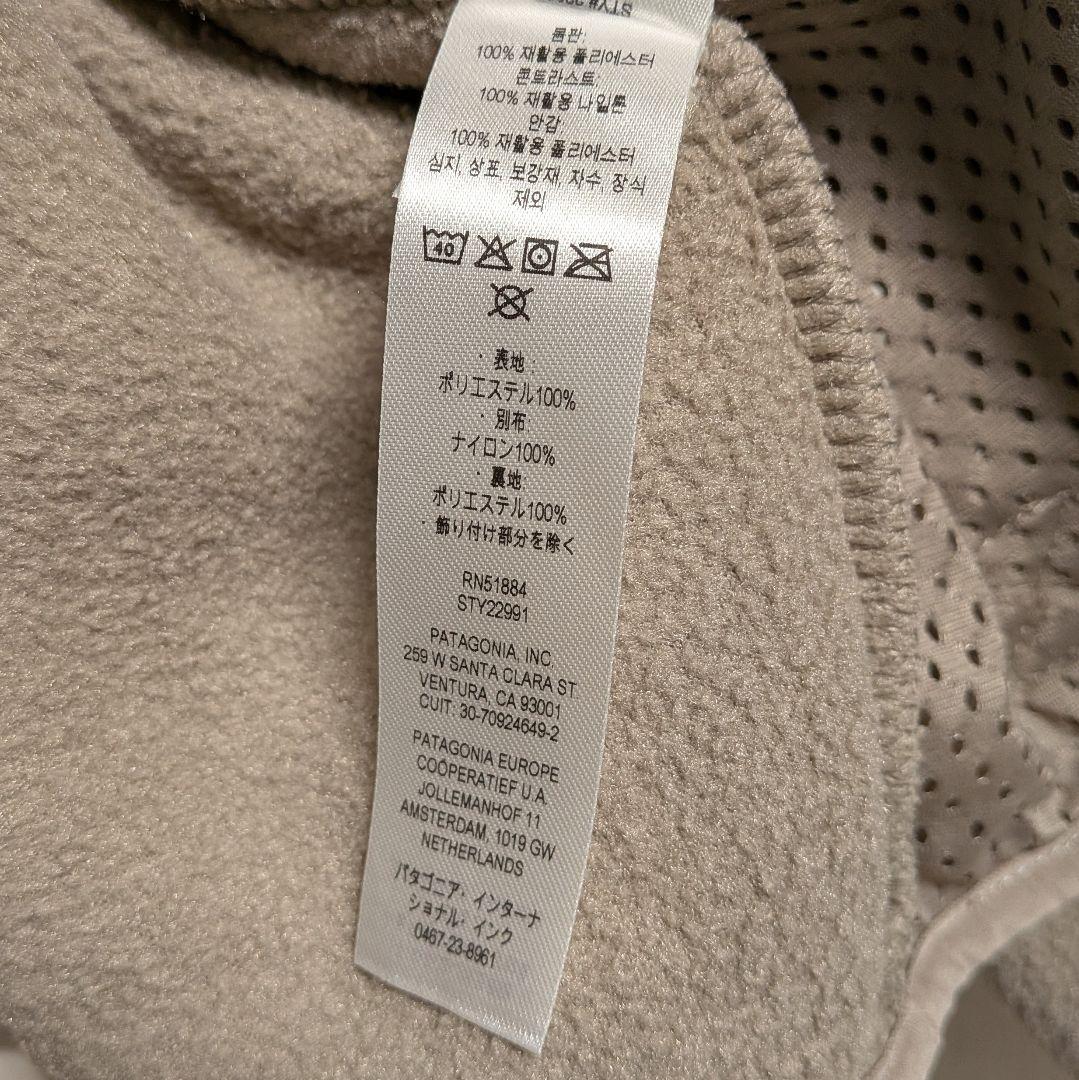 몸판:
100% 재활용 폴리에스터
콘트라스트:
100% 재활용 나일론
안감:
100% 재활용 폴리에스터
심지, 상표, 보강재, 자수, 장식
제외
40
・表地:
ポリエステル100%
・別布:
ナイロン100%
・裏地:
ポリエステル100%
・飾り付け部分を除く
RN51884
STY22991
PATAGONIA, INC.
259 W SANTA CLARA ST
VENTURA, CA 93001
CUIT: 30-70924649-2
PATAGONIA EUROPE
COÖPERATIEF U.A.
JOLLEMANHOF 11
AMSTERDAM, 1019 GW
NETHERLANDS
パタゴニア・インターナ
ショナル・インク
0467-23-8961